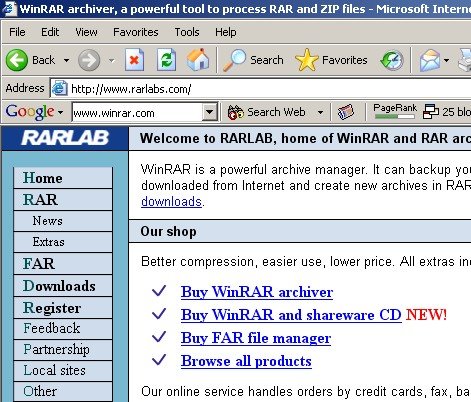 WinRAR archiver, a powerful tool to process RAR and ZIP files - Microsoft Intern
File Edit View Favorites Tools Help
Back Search Favorites
Address http://www.rarlabs.com/
Google www.winrar.com Search Web PageRank 25 blo
RARLAB Welcome to RARLAB, home of WinRAR and RAR arc
WinRAR is a powerful archive manager. It can backup you
downloaded from Internet and create new archives in RAR
downloads.
Home
RAR
News
Extras
FAR
Downloads
Register
Feedback
Partnership
Local sites
Other
Our shop
Better compression, easier use, lower price. All extras inc
Buy WinRAR archiver
Buy WinRAR and shareware CD NEW!
Buy FAR file manager
Browse all products
Our online service handles orders by credit cards, fax, ba